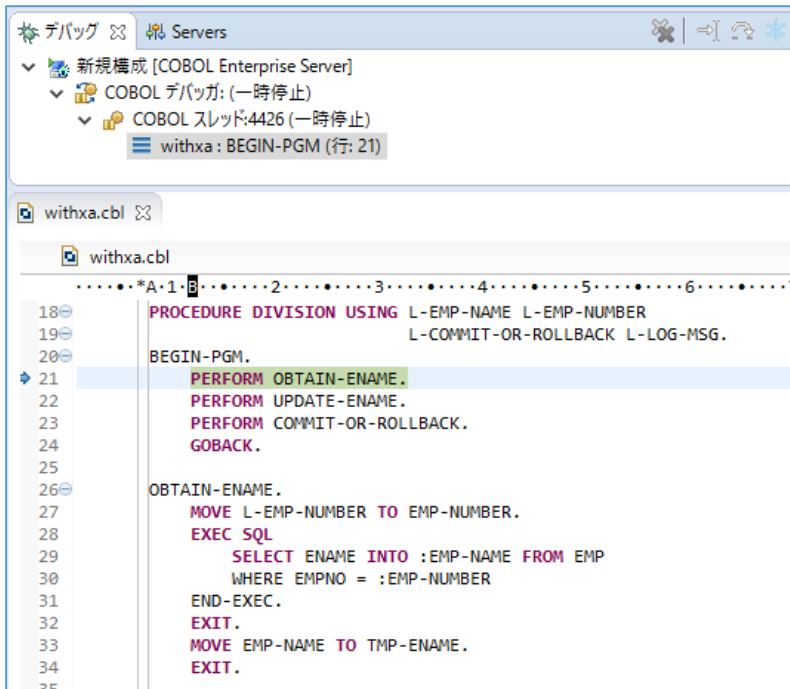 デバッグ Servers
新規構成 [COBOL Enterprise Server]
COBOL デバッガ: (一時停止)
COBOL スレッド:4426 (一時停止)
withxa : BEGIN-PGM (行: 21)
withxa.cbl
withxa.cbl
····•·*A·1·B··•····2····•····3····•····4····•····5····•····6····•····7
18 PROCEDURE DIVISION USING L-EMP-NAME L-EMP-NUMBER
19 L-COMMIT-OR-ROLLBACK L-LOG-MSG.
20 BEGIN-PGM.
21 PERFORM OBTAIN-ENAME.
22 PERFORM UPDATE-ENAME.
23 PERFORM COMMIT-OR-ROLLBACK.
24 GOBACK.
25
26 OBTAIN-ENAME.
27 MOVE L-EMP-NUMBER TO EMP-NUMBER.
28 EXEC SQL
29 SELECT ENAME INTO :EMP-NAME FROM EMP
30 WHERE EMPNO = :EMP-NUMBER
31 END-EXEC.
32 EXIT.
33 MOVE EMP-NAME TO TMP-ENAME.
34 EXIT.
35